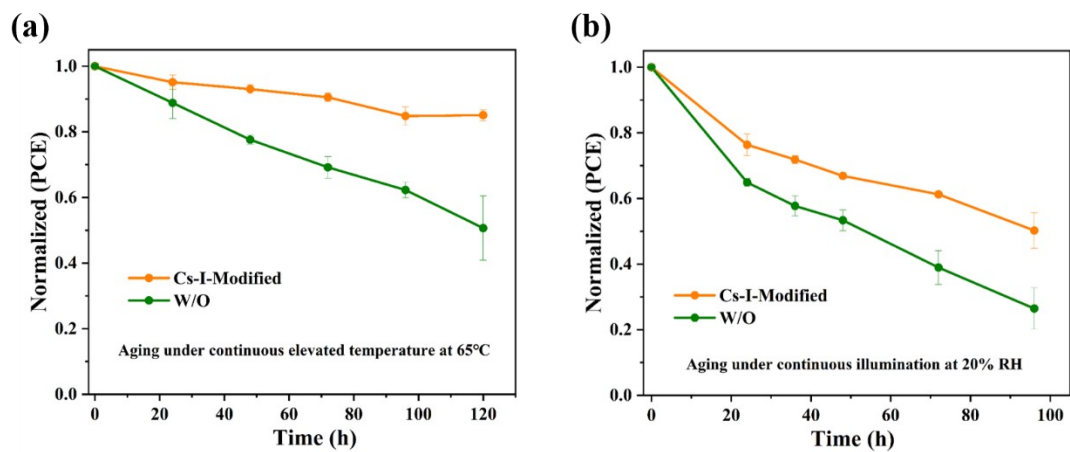 (a)
1.0
0.8
0.6
0.4
0.2
0.0
Normalized (PCE)
Cs-I-Modified
W/O
Aging under continuous elevated temperature at 65°C
0 20 40 60 80 100 120
Time (h)
(b)
1.0
0.8
0.6
0.4
0.2
0.0
Normalized (PCE)
Cs-I-Modified
W/O
Aging under continuous illumination at 20% RH
0 20 40 60 80 100
Time (h)